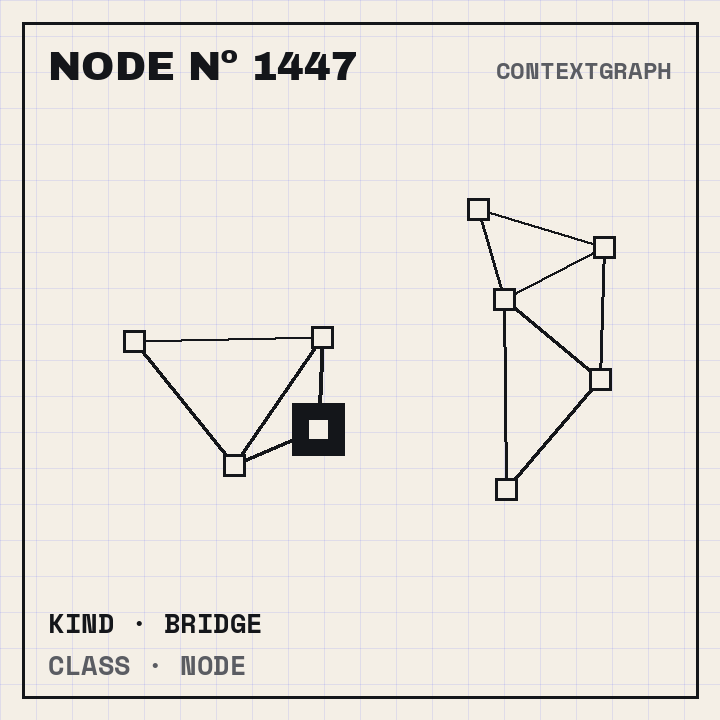 NODE Nº 1447
CONTEXTGRAPH
KIND · BRIDGE
CLASS · NODE